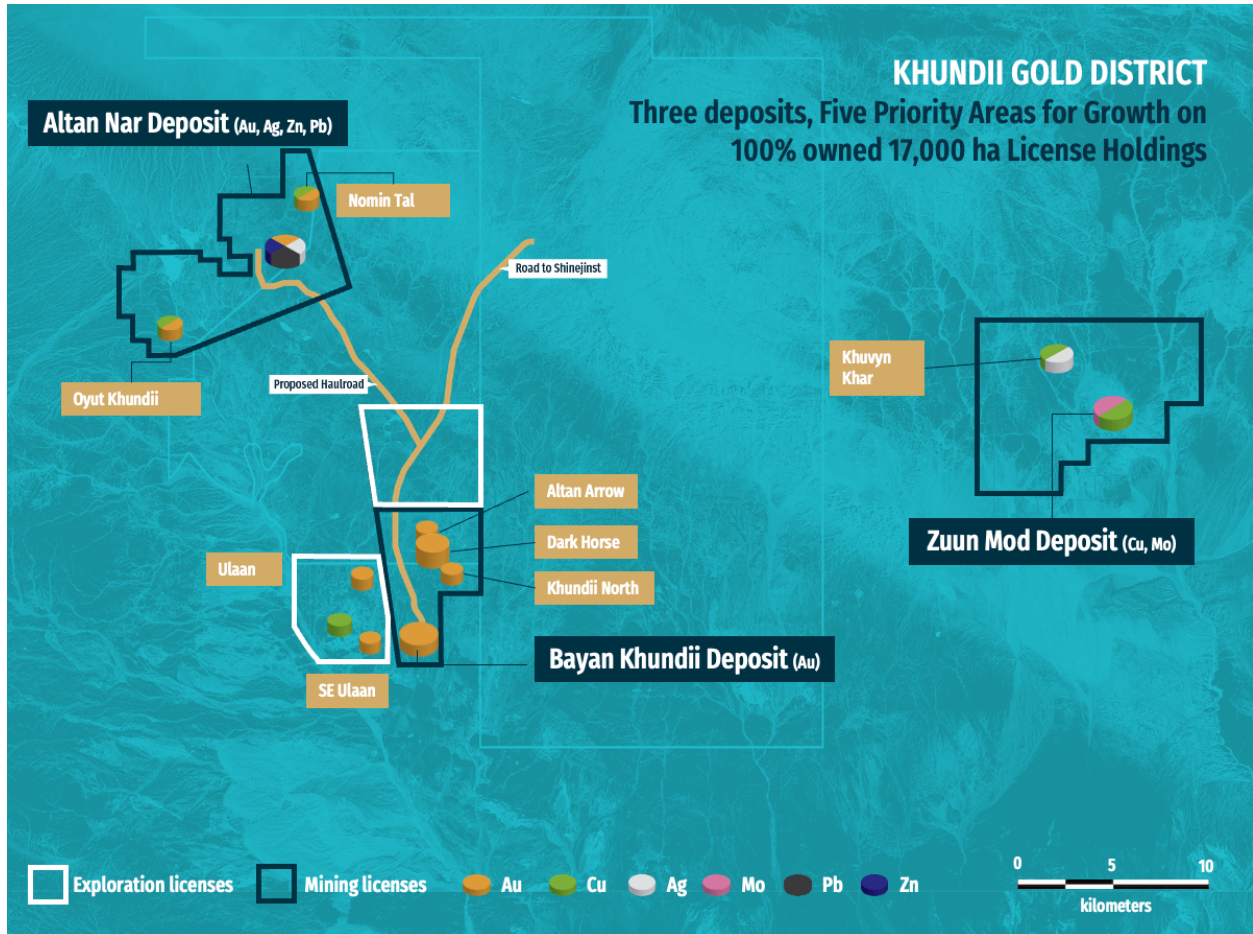 KHUNDII GOLD DISTRICT
Three deposits, Five Priority Areas for Growth on
100% owned 17,000 ha License Holdings
Altan Nar Deposit (Au, Ag, Zn, Pb)
Nomin Tal
Road to Shinejinst
Proposed Haulroad
Oyut Khundii
Khuvyn
Khar
Altan Arrow
Dark Horse
Khundii North
Zuun Mod Deposit (Cu, Mo)
Ulaan
Bayan Khundii Deposit (Au)
SE Ulaan
Exploration licenses
Mining licenses
Au
Cu
Ag
Mo
Pb
Zn
0 5 10
kilometers